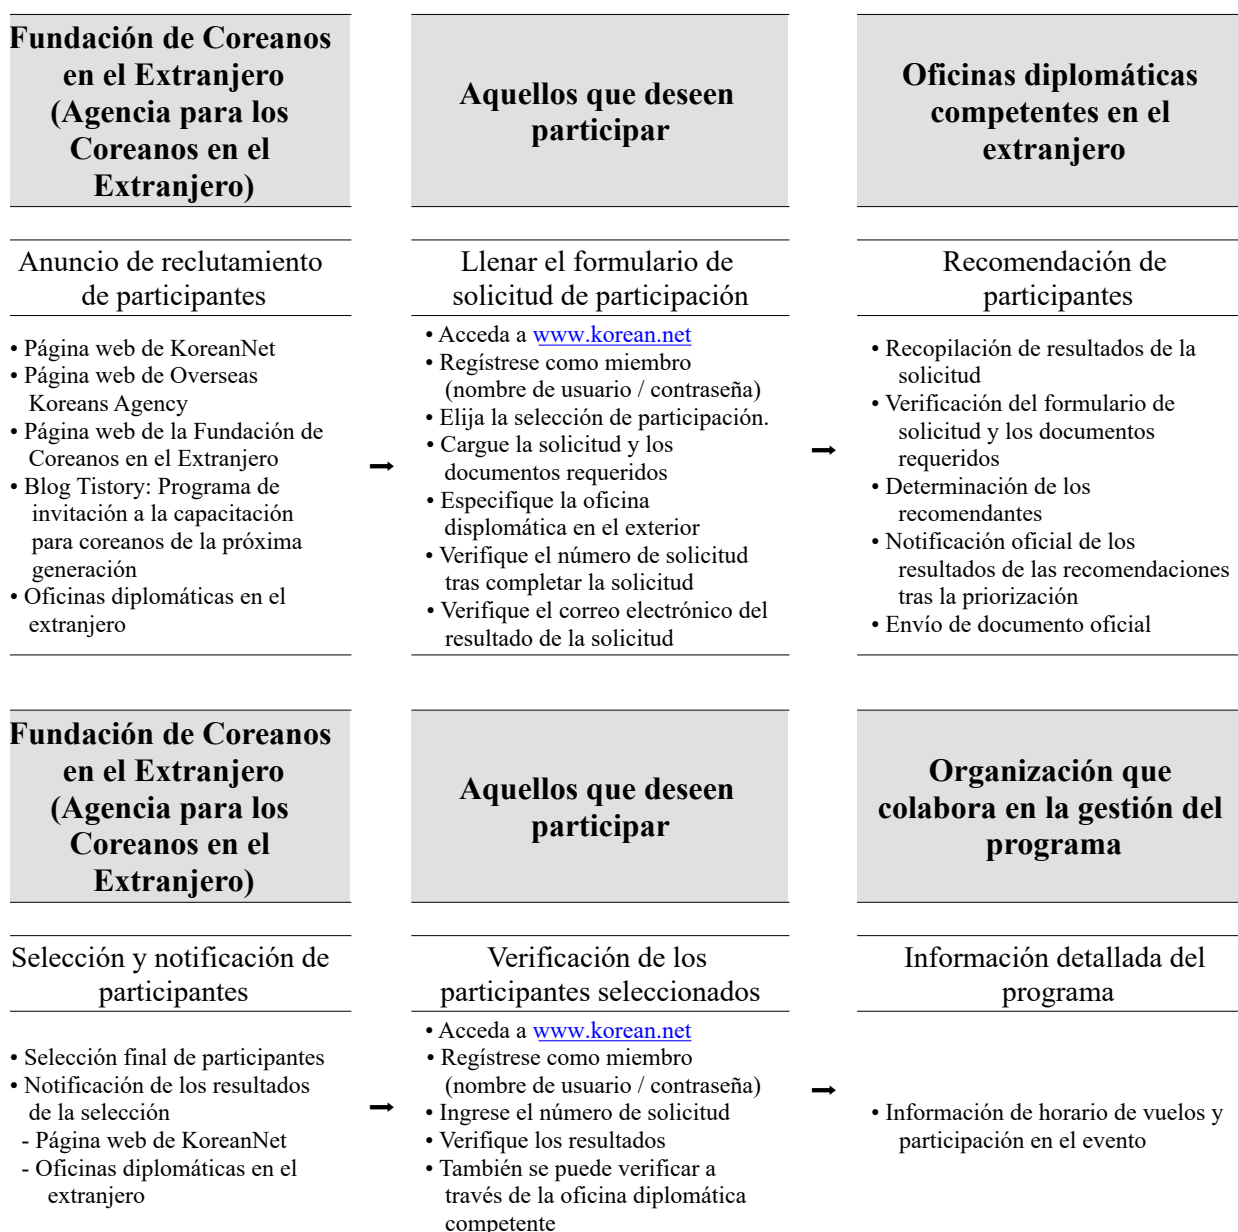 Fundación de Coreanos
en el Extranjero
(Agencia para los
Coreanos en el
Extranjero)
Aquellos que deseen
participar
Oficinas diplomáticas
competentes en el
extranjero
Anuncio de reclutamiento
de participantes
• Página web de KoreanNet
• Página web de Overseas
Koreans Agency
• Página web de la Fundación de
Coreanos en el Extranjero
• Blog Tistory: Programa de
invitación a la capacitación
para coreanos de la próxima
generación
• Oficinas diplomáticas en el
extranjero
➡
Llenar el formulario de
solicitud de participación
• Acceda a www.korean.net
• Regístrese como miembro
(nombre de usuario / contraseña)
• Elija la selección de participación.
• Cargue la solicitud y los
documentos requeridos
• Especifique la oficina
displomática en el exterior
• Verifique el número de solicitud
tras completar la solicitud
• Verifique el correo electrónico del
resultado de la solicitud
➡
Recomendación de
participantes
• Recopilación de resultados de la
solicitud
• Verificación del formulario de
solicitud y los documentos
requeridos
• Determinación de los
recomendantes
• Notificación oficial de los
resultados de las recomendaciones
tras la priorización
• Envío de documento oficial
Fundación de Coreanos
en el Extranjero
(Agencia para los
Coreanos en el
Extranjero)
Aquellos que deseen
participar
Organización que
colabora en la gestión del
programa
Selección y notificación de
participantes
• Selección final de participantes
• Notificación de los resultados
de la selección
- Página web de KoreanNet
- Oficinas diplomáticas en el
extranjero
➡
Verificación de los
participantes seleccionados
• Acceda a www.korean.net
• Regístrese como miembro
(nombre de usuario / contraseña)
• Ingrese el número de solicitud
• Verifique los resultados
• También se puede verificar a
través de la oficina diplomática
competente
➡
Información detallada del
programa
• Información de horario de vuelos y
participación en el evento